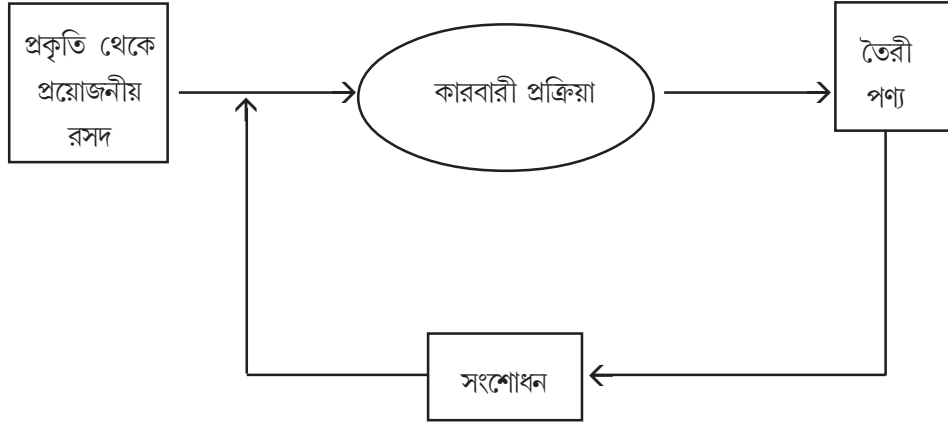 প্রকৃতি থেকে
প্রয়োজনীয়
রসদ
কারবারী প্রক্রিয়া
তৈরী
পণ্য
সংশোধন